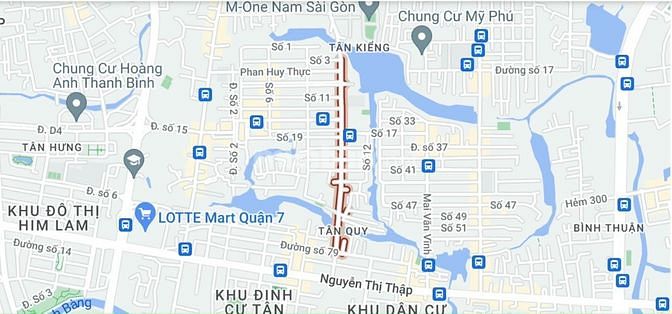 M-One Nam Sài Gòn
Chung Cư Mỹ Phú
Số 1
TÂN KIỂNG
Số 3
Chung Cư Hoàng
Anh Thanh Bình
Phan Huy Thực
Số 6
Đường số 17
Số 11
Đ. Số 2
Đ. D4
Đ. số 15
Số 33
Số 17
Số 19
TÂN HƯNG
Đ. số 37
Số 12
Đ. 2
Số 41
Đ. số 6
Mai Văn Vĩnh
Hẻm 300
KHU ĐÔ THỊ
HIM LAM
LOTTE Mart Quận 7
Số 47
Số 47
Số 49
Số 51
TÂN QUY
BÌNH THUẬN
Đường số 14
Đường số 79
Nguyễn Thị Thập
Đ. Số 3
KHU ĐỊNH
CƯ TÂN
KHU DÂN CƯ
Bàng